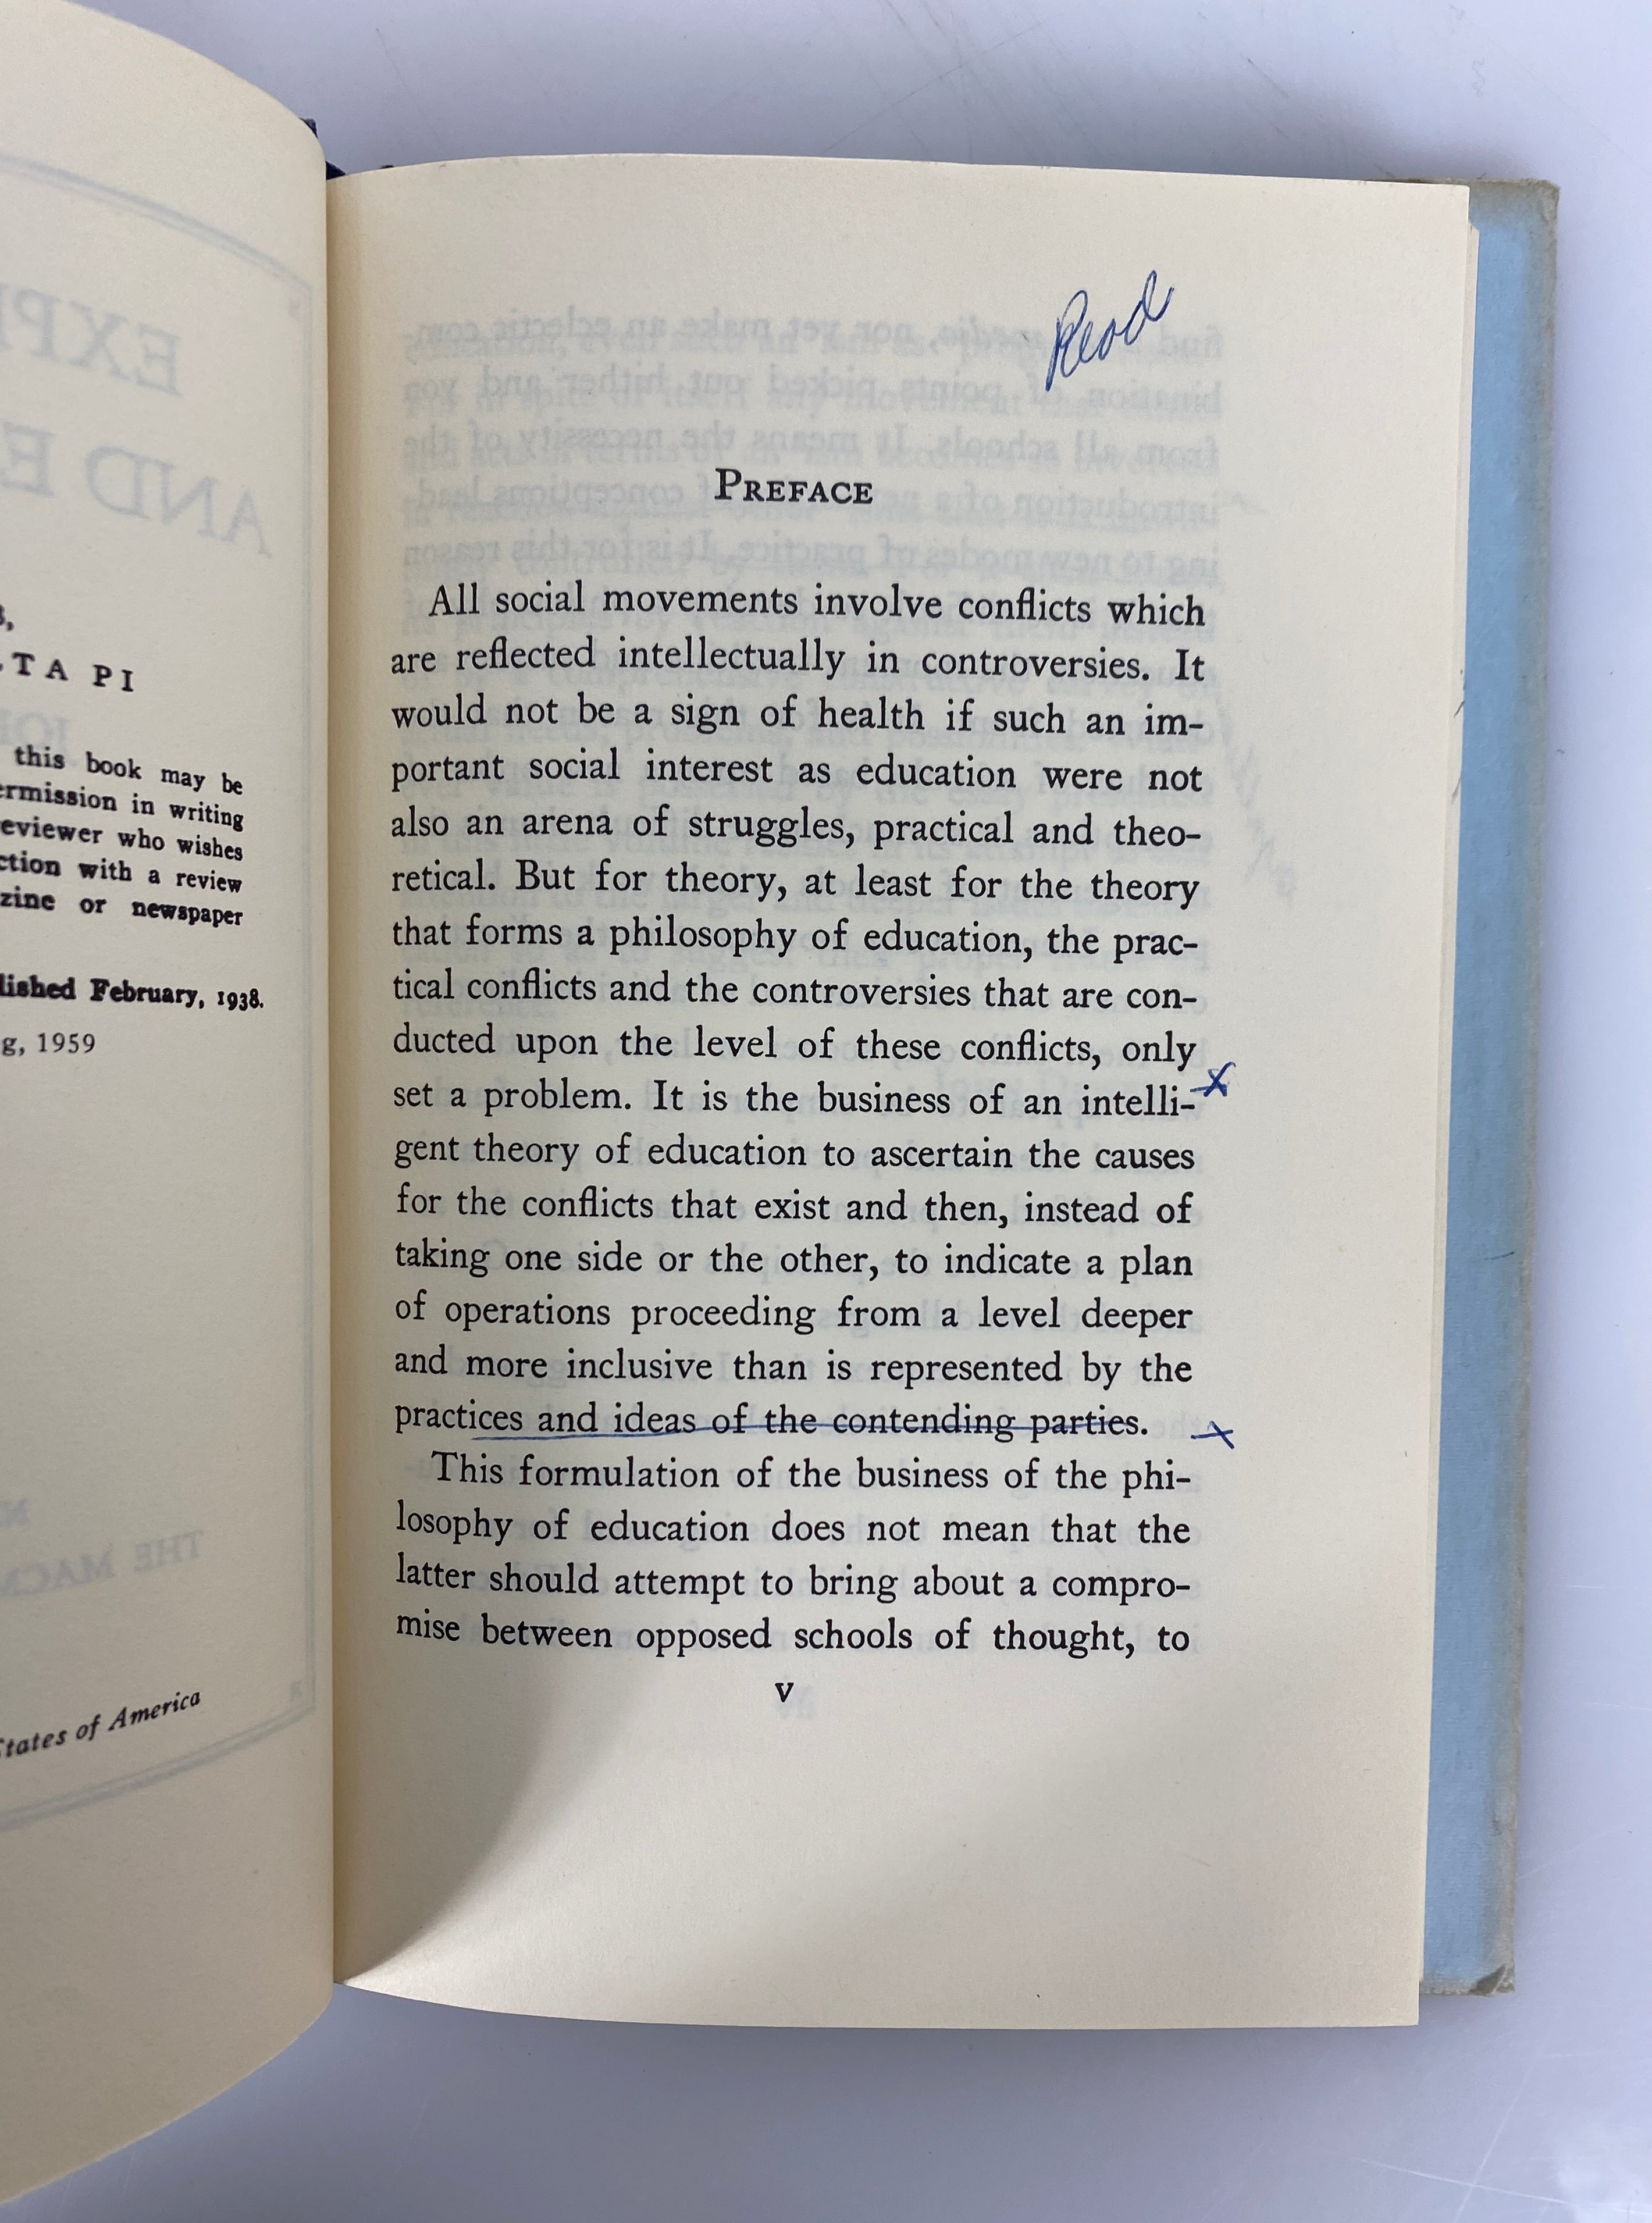 3,
TA PI
this book may be
ermission in writing
eviewer who wishes
ction with a review
zine or newspaper
lished February, 1938.
g, 1959
States of America
Read
PREFACE
All social movements involve conflicts which
are reflected intellectually in controversies. It
would not be a sign of health if such an im-
portant social interest as education were not
also an arena of struggles, practical and theo-
retical. But for theory, at least for the theory
that forms a philosophy of education, the prac-
tical conflicts and the controversies that are con-
ducted upon the level of these conflicts, only
set a problem. It is the business of an intelli-
gent theory of education to ascertain the causes
for the conflicts that exist and then, instead of
taking one side or the other, to indicate a plan
of operations proceeding from a level deeper
and more inclusive than is represented by the
practices and ideas of the contending parties.
This formulation of the business of the phi-
losophy of education does not mean that the
latter should attempt to bring about a compro-
mise between opposed schools of thought, to
v